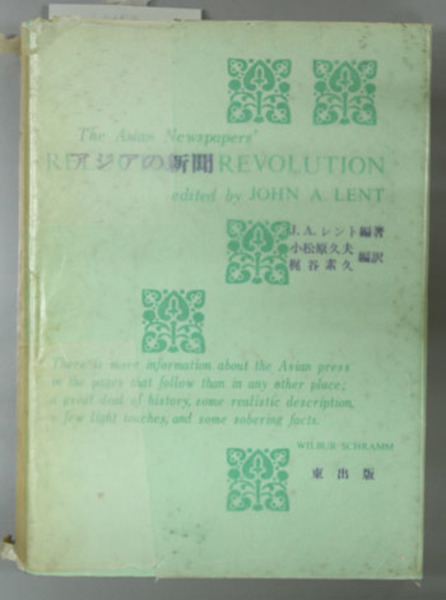 The Asian Newspapers'
アジアの新聞 REVOLUTION
edited by JOHN A. LENT
J. A. レント編著
小松原久夫
梶谷素久 編訳
There is more information about the Asian press
in the pages that follow than in any other place;
a great deal of history, some realistic description,
a few light touches, and some sobering facts.
WILBUR SCHRAMM
東出版